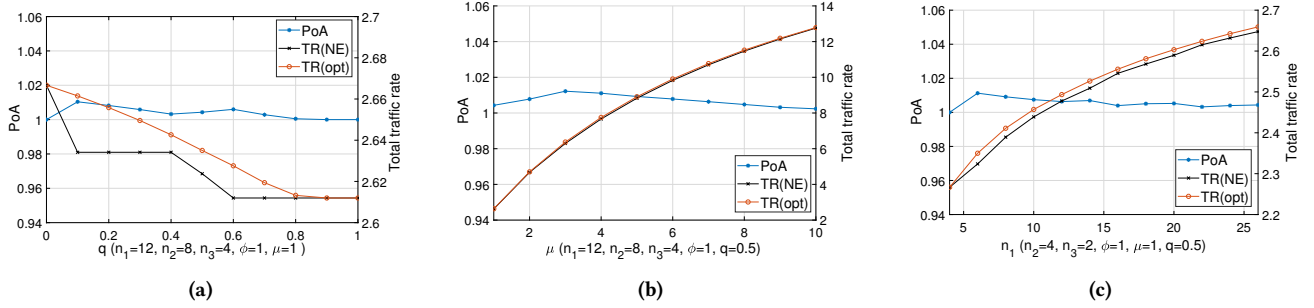 1.06
1.04
1.02
1
0.98
0.96
0.94
PoA
2.7
2.68
2.66
2.64
2.62
2.6
Total traffic rate
PoA
TR(NE)
TR(opt)
0 0.2 0.4 0.6 0.8 1
q (n1=12, n2=8, n3=4, ϕ=1, μ=1 )
(a)
1.06
1.04
1.02
1
0.98
0.96
0.94
PoA
14
12
10
8
6
4
2
Total traffic rate
PoA
TR(NE)
TR(opt)
2 4 6 8 10
μ (n1=12, n2=8, n3=4, ϕ=1, q=0.5)
(b)
1.06
1.04
1.02
1
0.98
0.96
0.94
PoA
2.7
2.6
2.5
2.4
2.3
2.2
Total traffic rate
PoA
TR(NE)
TR(opt)
5 10 15 20 25
n1 (n2=4, n3=2, ϕ=1, μ=1, q=0.5)
(c)